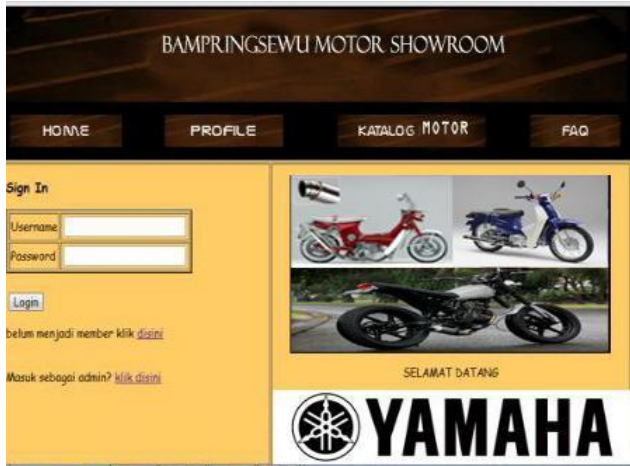 BAMPRINGSEWU MOTOR SHOWROOM
HOME PROFILE KATALOG MOTOR FAQ
Sign In
Username
Password
Login
belum menjadi member klik disini
Masuk sebagai admin? klik disini
SELAMAT DATANG
YAMAHA